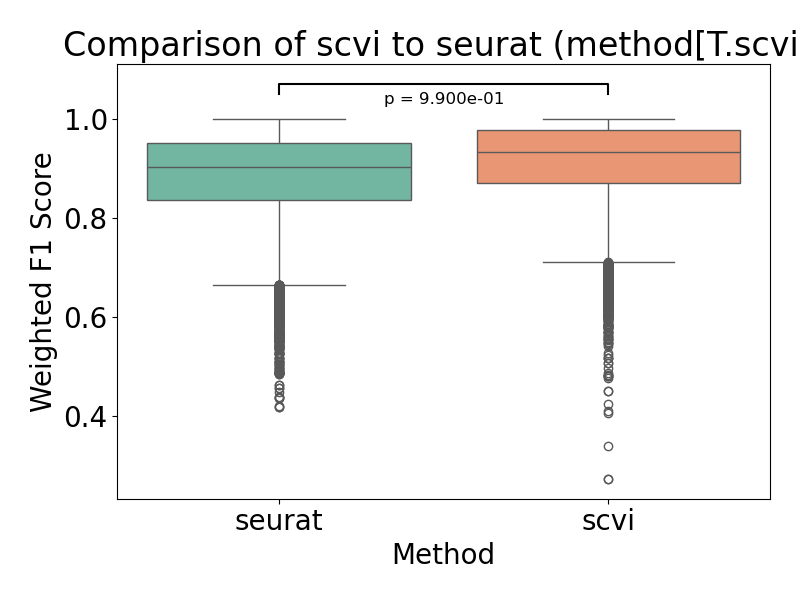 Comparison of scvi to seurat (method[T.scvi
p = 9.900e-01
1.0
0.8
0.6
0.4
Weighted F1 Score
seurat
scvi
Method